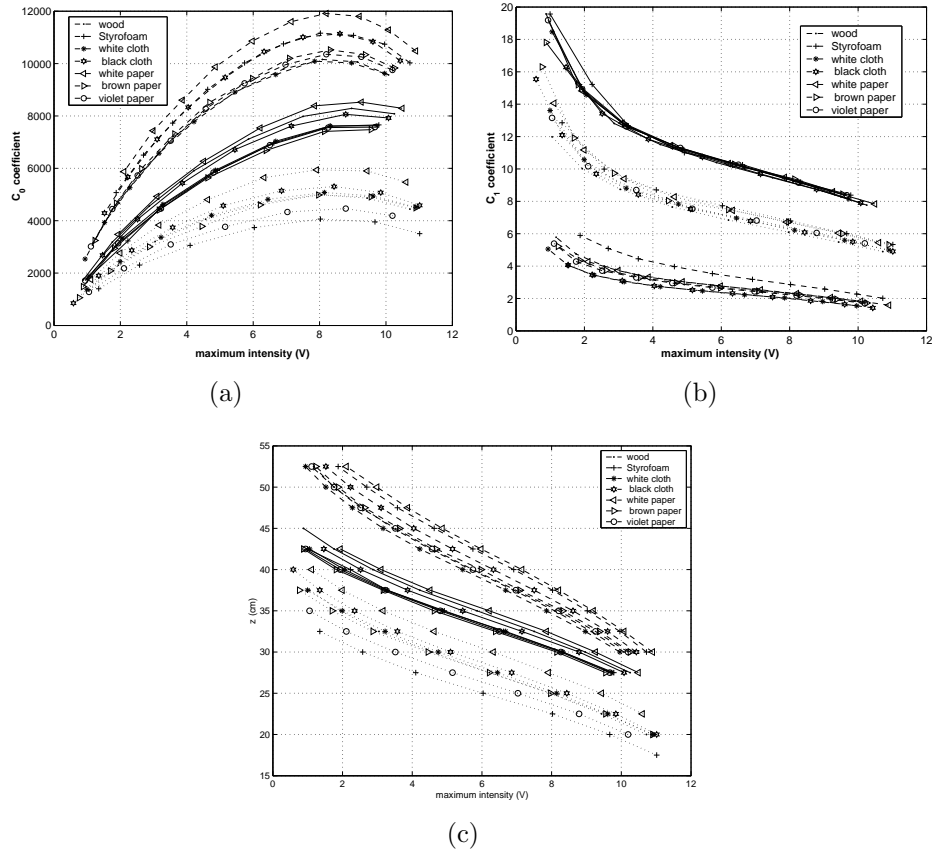 12000
10000
8000
6000
4000
2000
0
0 2 4 6 8 10 12
C0 coefficient
maximum intensity (V)
wood
Styrofoam
white cloth
black cloth
white paper
brown paper
violet paper
(a)
20
18
16
14
12
10
8
6
4
2
0
0 2 4 6 8 10 12
C1 coefficient
maximum intensity (V)
wood
Styrofoam
white cloth
black cloth
white paper
brown paper
violet paper
(b)
55
50
45
40
35
30
25
20
15
0 2 4 6 8 10 12
z (cm)
maximum intensity (V)
wood
Styrofoam
white cloth
black cloth
white paper
brown paper
violet paper
(c)